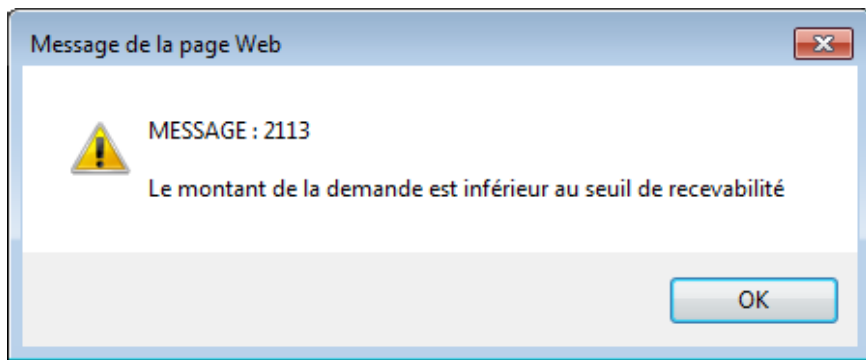 Message de la page Web
MESSAGE : 2113
Le montant de la demande est inférieur au seuil de recevabilité
OK